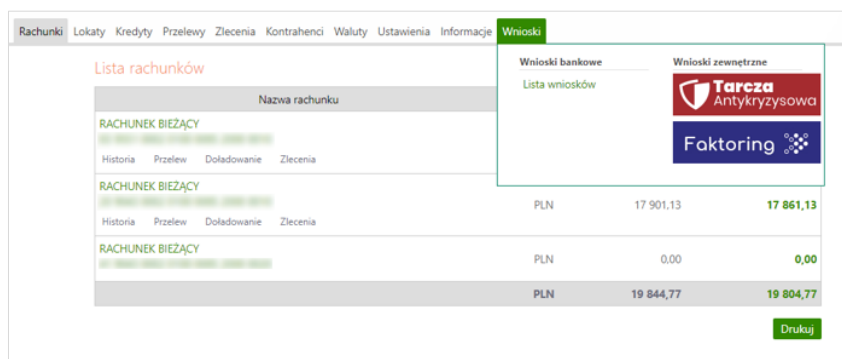 Rachunki Lokaty Kredyty Przelewy Zlecenia Kontrahenci Waluty Ustawienia Informacje Wnioski
Lista rachunków
Wnioski bankowe
Wnioski zewnętrzne
Lista wniosków
Tarcza
Antykryzysowa
Faktoring
Nazwa rachunku
RACHUNEK BIEŻĄCY
Historia Przelew Doładowanie Zlecenia
RACHUNEK BIEŻĄCY
PLN 17 901,13 17 861,13
Historia Przelew Doładowanie Zlecenia
RACHUNEK BIEŻĄCY
PLN 0,00 0,00
PLN 19 844,77 19 804,77
Drukuj